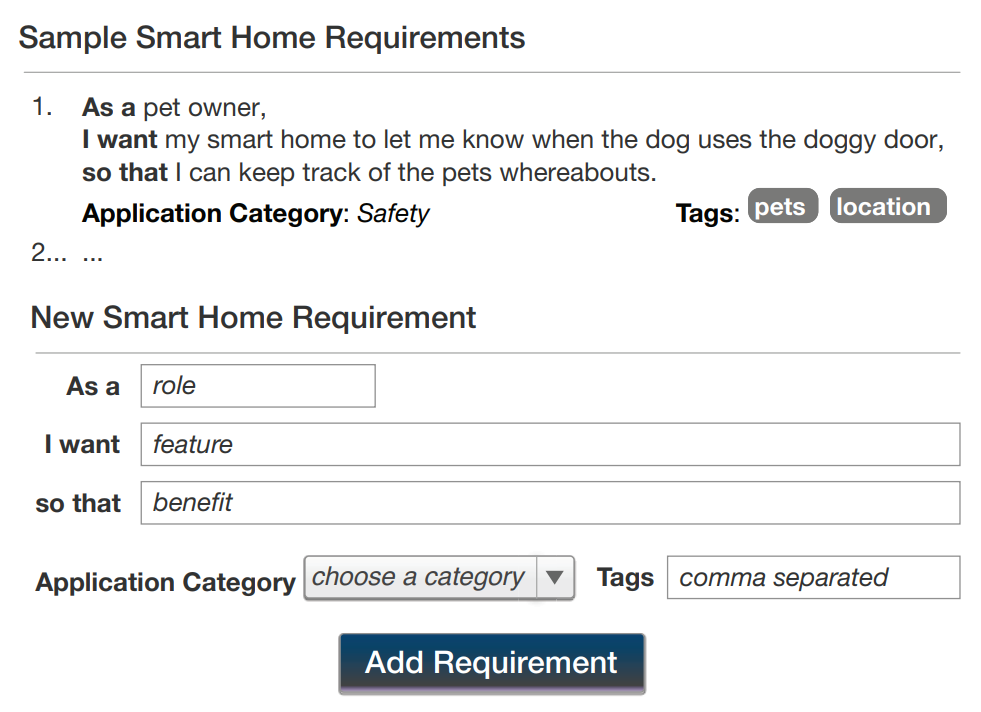 Sample Smart Home Requirements
1. As a pet owner,
I want my smart home to let me know when the dog uses the doggy door,
so that I can keep track of the pets whereabouts.
Application Category: Safety Tags: pets location
2... ...
New Smart Home Requirement
As a role
I want feature
so that benefit
Application Category choose a category Tags comma separated
Add Requirement